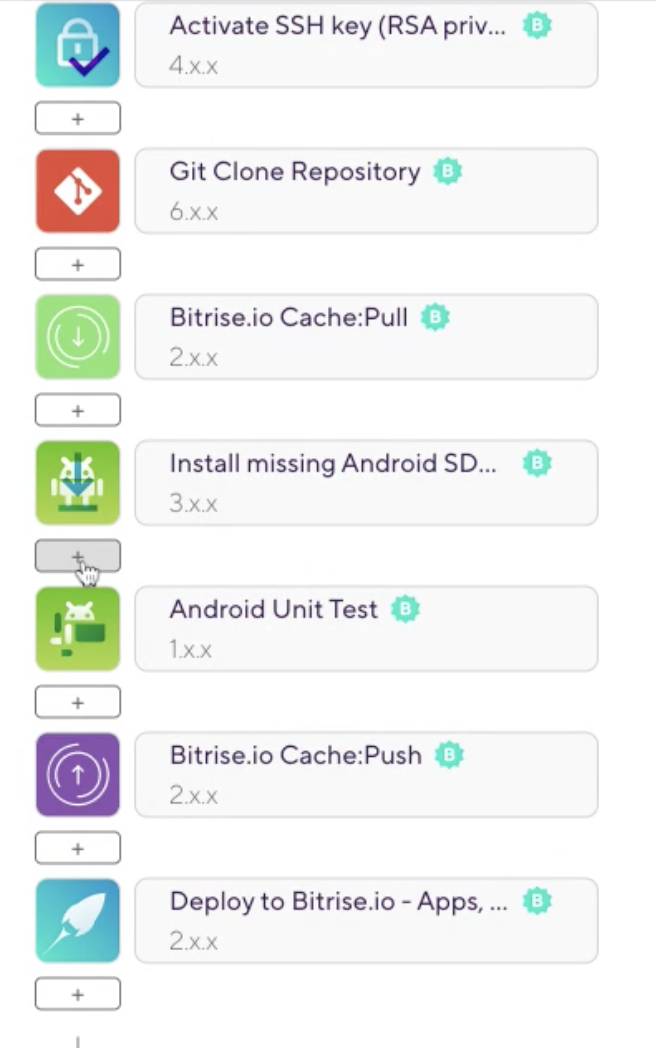 Activate SSH key (RSA priv... B
4.x.x
+
Git Clone Repository B
6.x.x
+
Bitrise.io Cache:Pull B
2.x.x
+
Install missing Android SD... B
3.x.x
+
Android Unit Test B
1.x.x
+
Bitrise.io Cache:Push B
2.x.x
+
Deploy to Bitrise.io - Apps, ... B
2.x.x
+